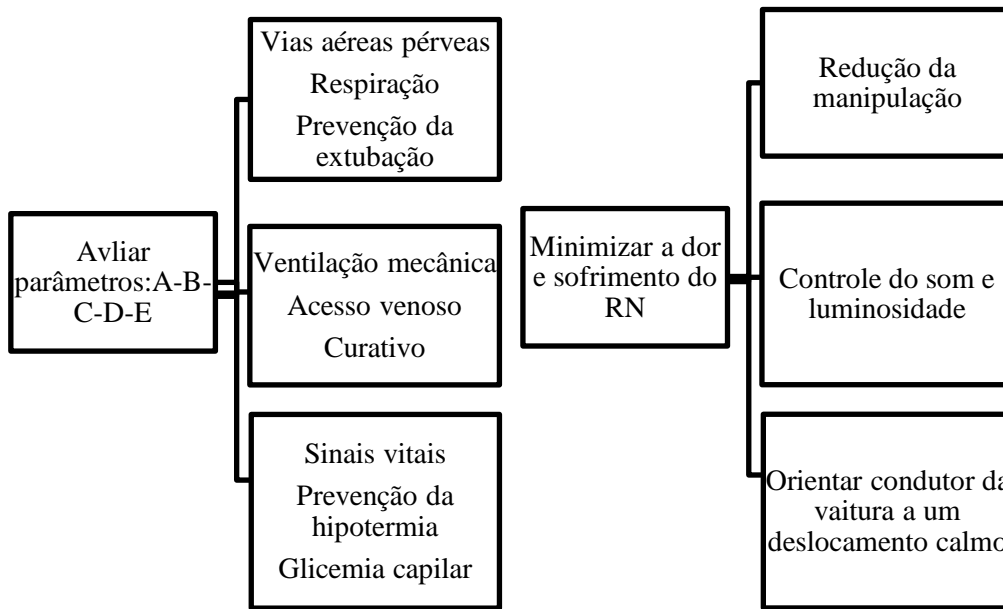 Avliar
parâmetros:A-B-
C-D-E
Vias aéreas pérveas
Respiração
Prevenção da
extubação
Ventilação mecânica
Acesso venoso
Curativo
Sinais vitais
Prevenção da
hipotermia
Glicemia capilar
Minimizar a dor
e sofrimento do
RN
Redução da
manipulação
Controle do som e
luminosidade
Orientar condutor da
vaitura a um
deslocamento calmo